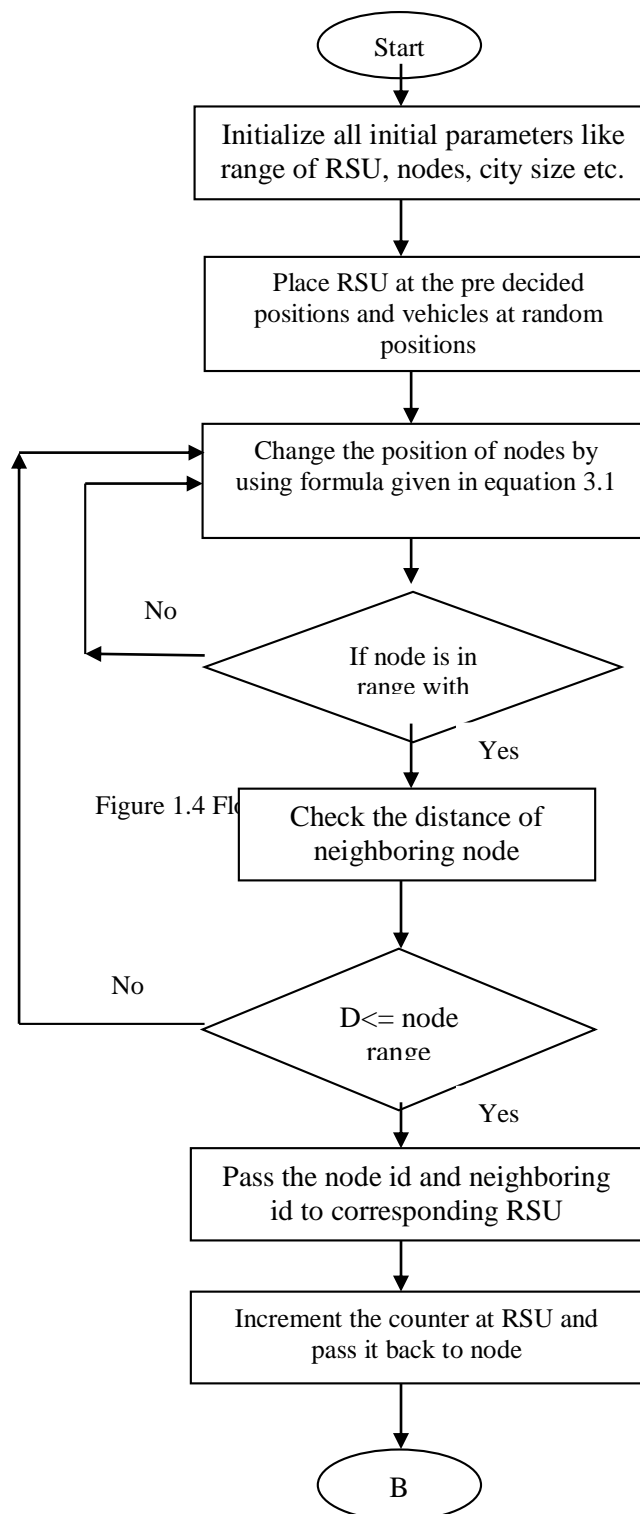 Start
Initialize all initial parameters like
range of RSU, nodes, city size etc.
Place RSU at the pre decided
positions and vehicles at random
positions
Change the position of nodes by
using formula given in equation 3.1
No
If node is in
range with
Yes
Figure 1.4
Check the distance of
neighboring node
No
D<= node
range
Yes
Pass the node id and neighboring
id to corresponding RSU
Increment the counter at RSU and
pass it back to node
B